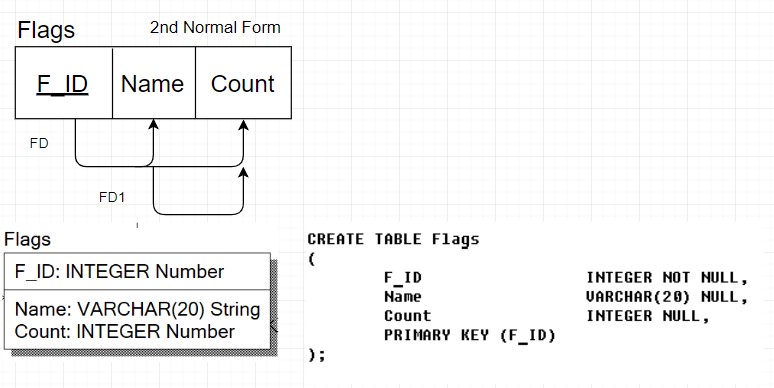 Flags
2nd Normal Form
F_ID Name Count
FD
FD1
Flags
F_ID: INTEGER Number
Name: VARCHAR(20) String
Count: INTEGER Number
CREATE TABLE Flags
(
F_ID INTEGER NOT NULL,
Name VARCHAR(20) NULL,
Count INTEGER NULL,
PRIMARY KEY (F_ID)
);